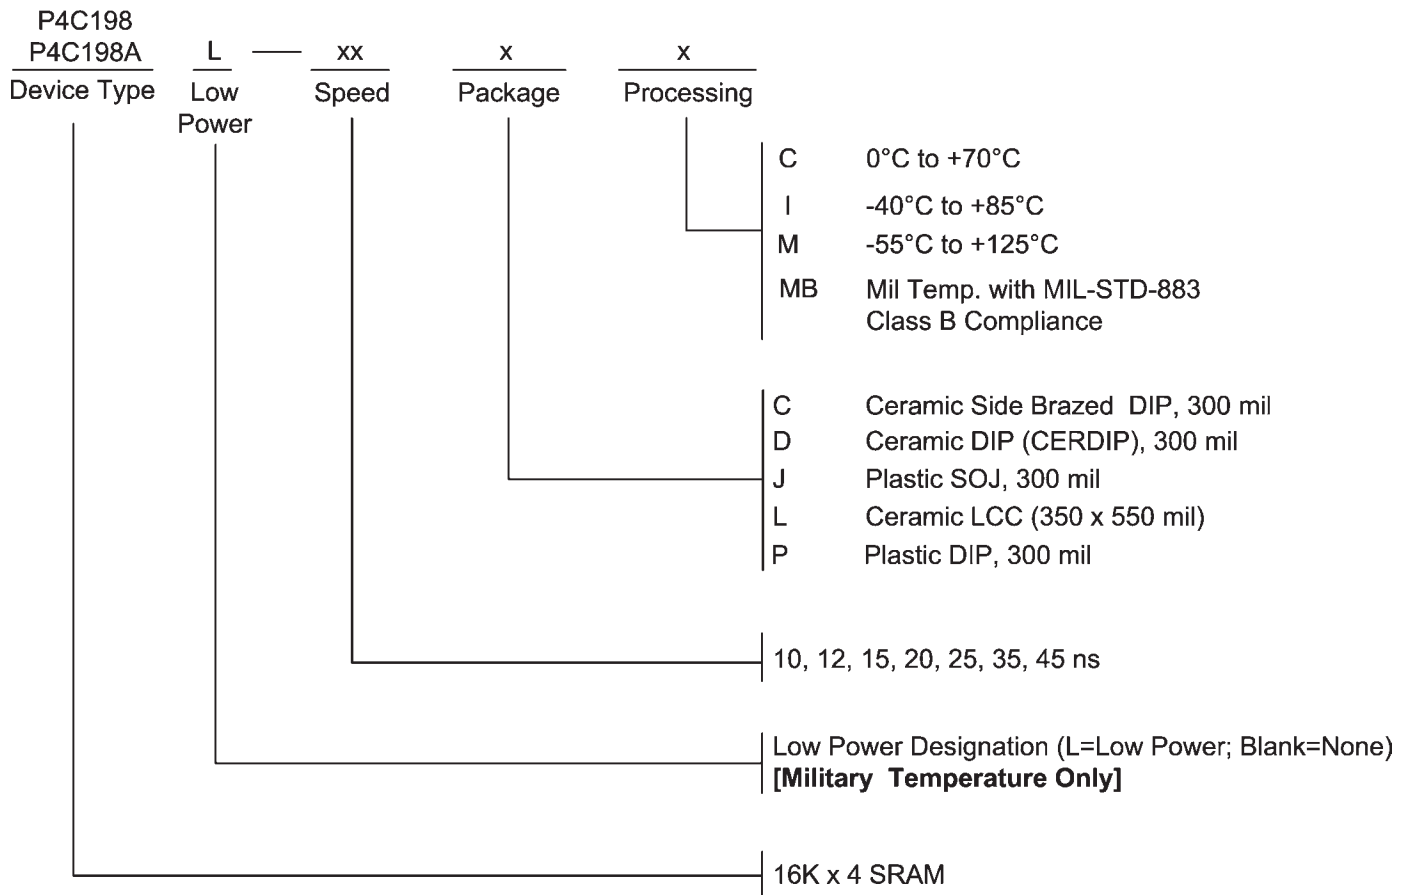 P4C198
P4C198A L xx x x
Device Type Low Speed Package Processing
Power
C 0°C to +70°C
I -40°C to +85°C
M -55°C to +125°C
MB Mil Temp. with MIL-STD-883
Class B Compliance
C Ceramic Side Brazed DIP, 300 mil
D Ceramic DIP (CERDIP), 300 mil
J Plastic SOJ, 300 mil
L Ceramic LCC (350 x 550 mil)
P Plastic DIP, 300 mil
10, 12, 15, 20, 25, 35, 45 ns
Low Power Designation (L=Low Power; Blank=None)
[Military Temperature Only]
16K x 4 SRAM